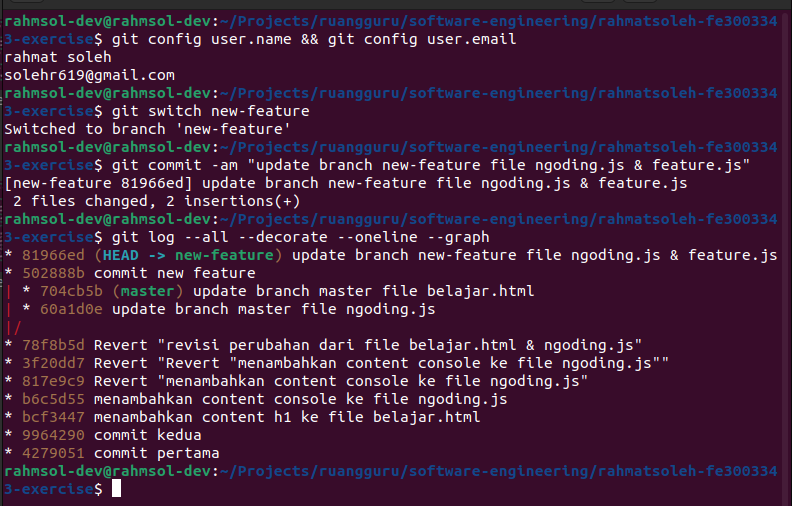 rahmsol-dev@rahmsol-dev:~/Projects/ruangguru/software-engineering/rahmatsoleh-fe300334
3-exercise$ git config user.name && git config user.email
rahmat soleh
solehr619@gmail.com
rahmsol-dev@rahmsol-dev:~/Projects/ruangguru/software-engineering/rahmatsoleh-fe300334
3-exercise$ git switch new-feature
Switched to branch 'new-feature'
rahmsol-dev@rahmsol-dev:~/Projects/ruangguru/software-engineering/rahmatsoleh-fe300334
3-exercise$ git commit -am "update branch new-feature file ngoding.js & feature.js"
[new-feature 81966ed] update branch new-feature file ngoding.js & feature.js
 2 files changed, 2 insertions(+)
rahmsol-dev@rahmsol-dev:~/Projects/ruangguru/software-engineering/rahmatsoleh-fe300334
3-exercise$ git log --all --decorate --oneline --graph
* 81966ed (HEAD -> new-feature) update branch new-feature file ngoding.js & feature.js
* 502888b commit new feature
| * 704cb5b (master) update branch master file belajar.html
| * 60a1d0e update branch master file ngoding.js
|/
* 78f8b5d Revert "revisi perubahan dari file belajar.html & ngoding.js"
* 3f20dd7 Revert "Revert "menambahkan content console ke file ngoding.js""
* 817e9c9 Revert "menambahkan content console ke file ngoding.js"
* b6c5d55 menambahkan content console ke file ngoding.js
* bcf3447 menambahkan content h1 ke file belajar.html
* 9964290 commit kedua
* 4279051 commit pertama
rahmsol-dev@rahmsol-dev:~/Projects/ruangguru/software-engineering/rahmatsoleh-fe300334
3-exercise$